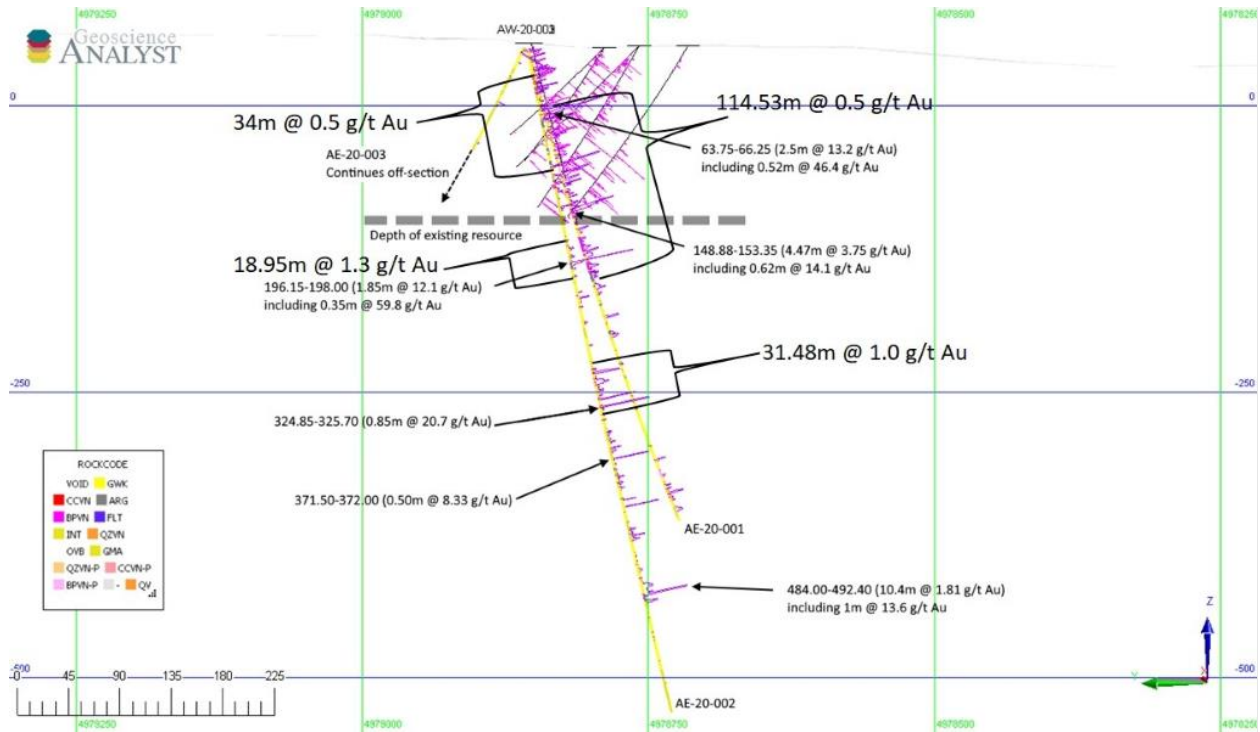 4979250
4979000
4978750
4978500
4978250
Geoscience
ANALYST
AW-20-003
0
0
34m @ 0.5 g/t Au
114.53m @ 0.5 g/t Au
AE-20-003
Continues off-section
63.75-66.25 (2.5m @ 13.2 g/t Au)
including 0.52m @ 46.4 g/t Au
Depth of existing resource
148.88-153.35 (4.47m @ 3.75 g/t Au)
including 0.62m @ 14.1 g/t Au
18.95m @ 1.3 g/t Au
196.15-198.00 (1.85m @ 12.1 g/t Au)
including 0.35m @ 59.8 g/t Au
31.48m @ 1.0 g/t Au
-250
-250
324.85-325.70 (0.85m @ 20.7 g/t Au)
371.50-372.00 (0.50m @ 8.33 g/t Au)
ROCKCODE
VOID GWK
CCVN ARG
BPVN FLT
INT QZVN
OVB GMA
QZVN-P CCVN-P
BPVN-P - QV
AE-20-001
484.00-492.40 (10.4m @ 1.81 g/t Au)
including 1m @ 13.6 g/t Au
Z
Y
X
-500
-500
0 45 90 135 180 225
AE-20-002
4979250
4979000
4978750
4978500
4978250